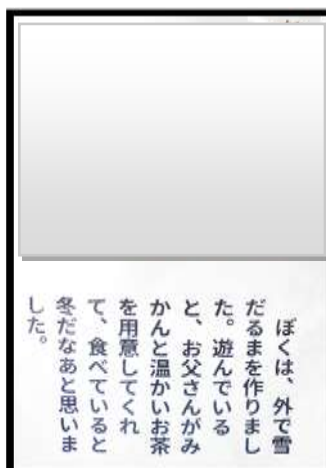 ぼくは、外で雪
だるまを作りまし
た。遊んでいる
と、お父さんがみ
かんと温かいお茶
を用意してくれ
て、食べていると
冬だなあと思いま
した。